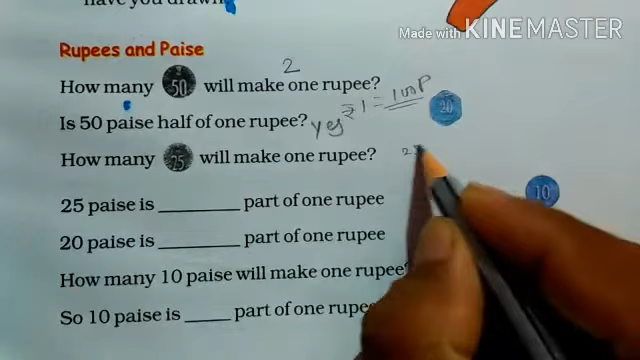 have you drawn
Made with KINEMASTER
Rupees and Paise
2
How many 50 will make one rupee?
₹1 = 100P
20
Is 50 paise half of one rupee? Yes
How many 25 will make one rupee?
25 paise is ________ part of one rupee
10
20 paise is ________ part of one rupee
How many 10 paise will make one rupee?
So 10 paise is _____ part of one